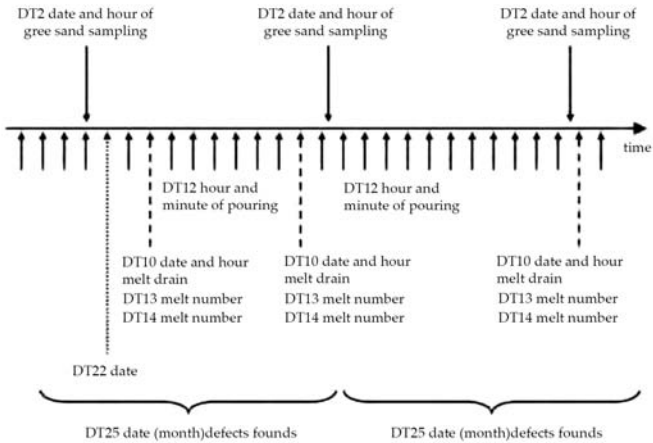 DT2 date and hour of
gree sand sampling
DT2 date and hour of
gree sand sampling
DT2 date and hour of
gree sand sampling
time
DT12 hour and
minute of pouring
DT12 hour and
minute of pouring
DT10 date and hour
melt drain
DT13 melt number
DT14 melt number
DT10 date and hour
melt drain
DT13 melt number
DT14 melt number
DT10 date and hour
melt drain
DT13 melt number
DT14 melt number
DT22 date
DT25 date (month)defects founds
DT25 date (month)defects founds